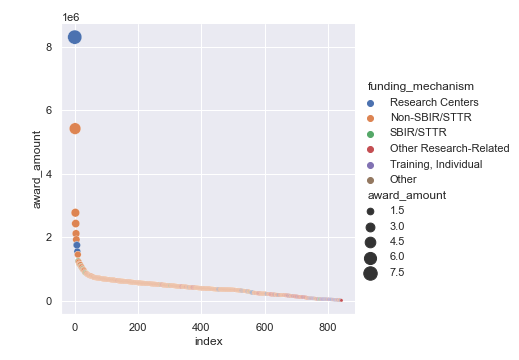 1e6
8
6
4
2
0
award_amount
0
200
400
600
800
index
funding_mechanism
Research Centers
Non-SBIR/STTR
SBIR/STTR
Other Research-Related
Training, Individual
Other
award_amount
1.5
3.0
4.5
6.0
7.5